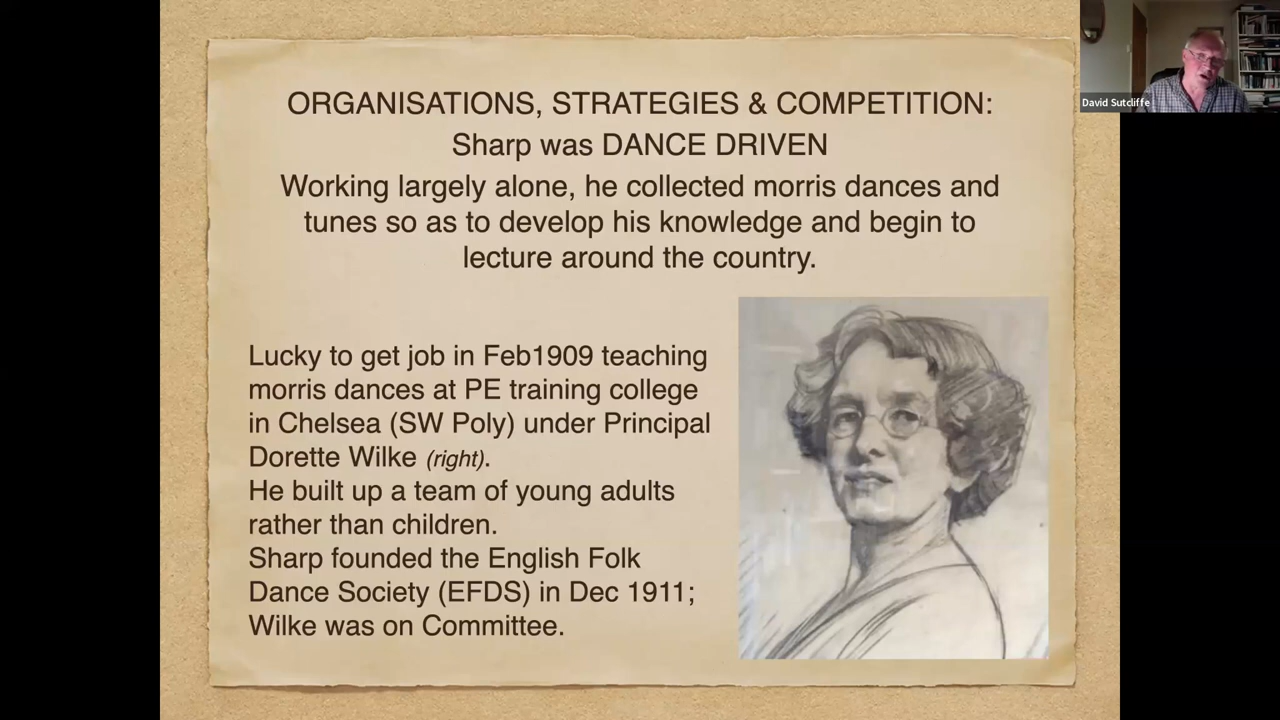 ORGANISATIONS, STRATEGIES & COMPETITION:
Sharp was DANCE DRIVEN
Working largely alone, he collected morris dances and
tunes so as to develop his knowledge and begin to
lecture around the country.
Lucky to get job in Feb1909 teaching
morris dances at PE training college
in Chelsea (SW Poly) under Principal
Dorette Wilke (right).
He built up a team of young adults
rather than children.
Sharp founded the English Folk
Dance Society (EFDS) in Dec 1911;
Wilke was on Committee.
David Sutcliffe